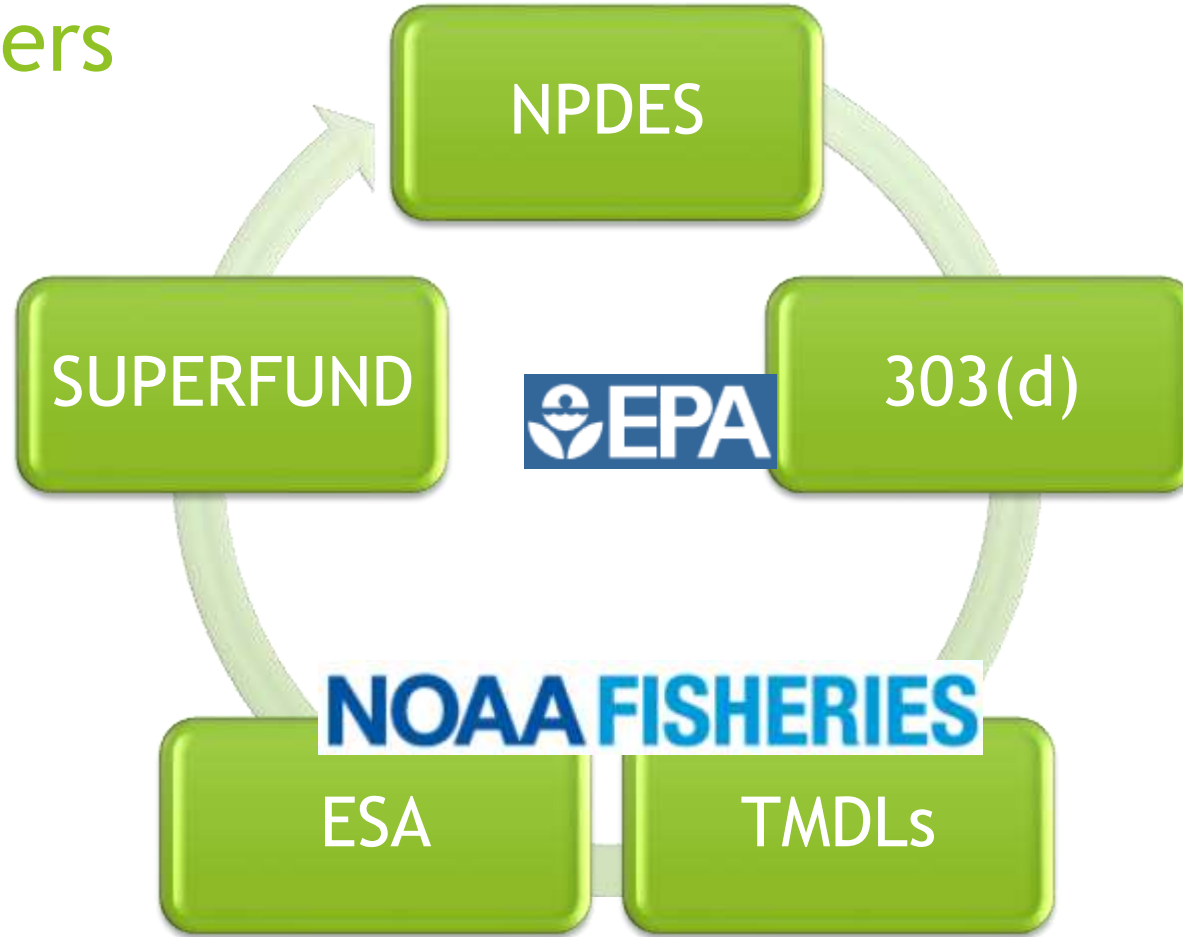 ers
NPDES
SUPERFUND
303(d)
EPA
NOAA FISHERIES
ESA
TMDLs